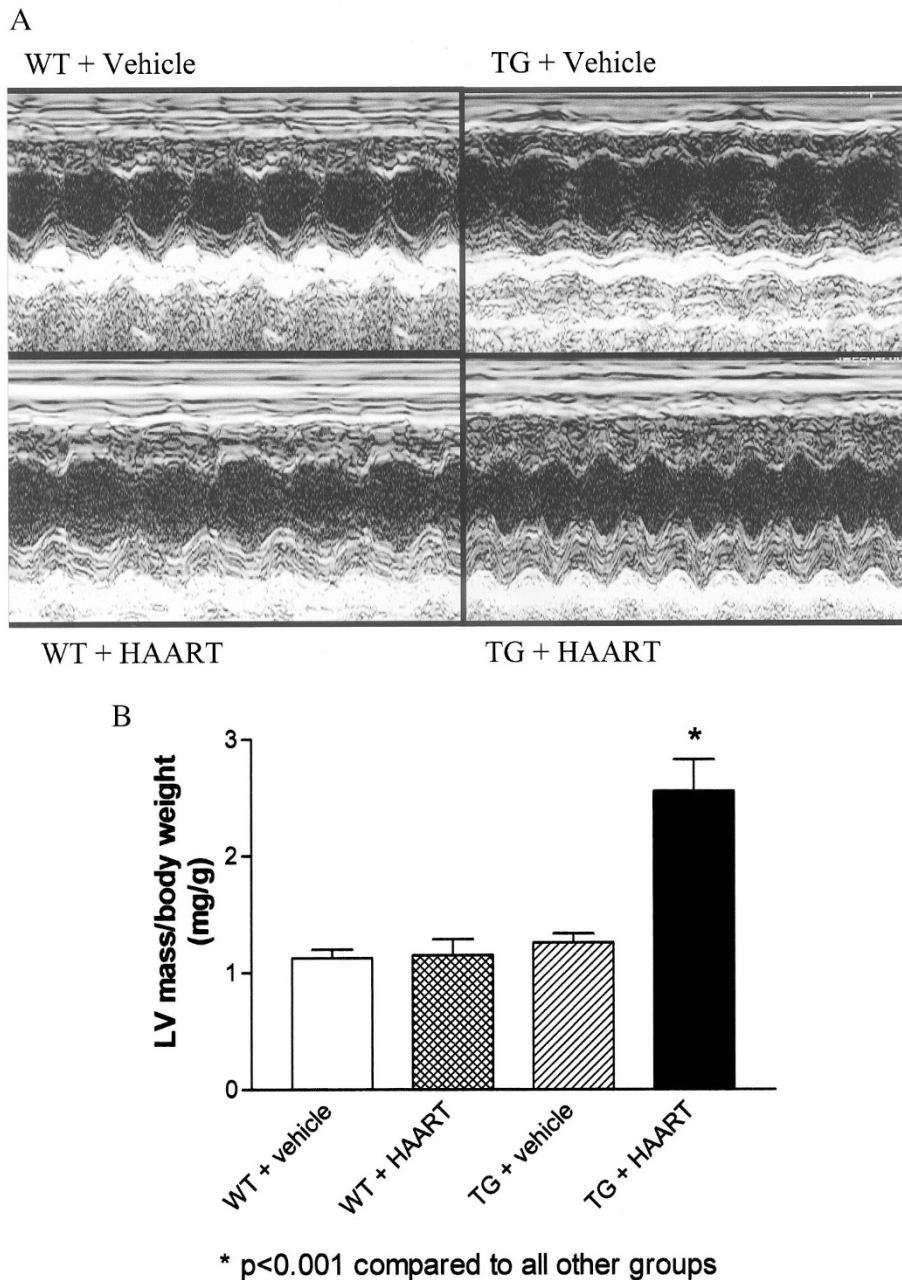 A
WT + Vehicle
TG + Vehicle
WT + HAART
TG + HAART
B
LV mass/body weight
(mg/g)
3
2
1
0
*
WT + vehicle
WT + HAART
TG + vehicle
TG + HAART
* p<0.001 compared to all other groups